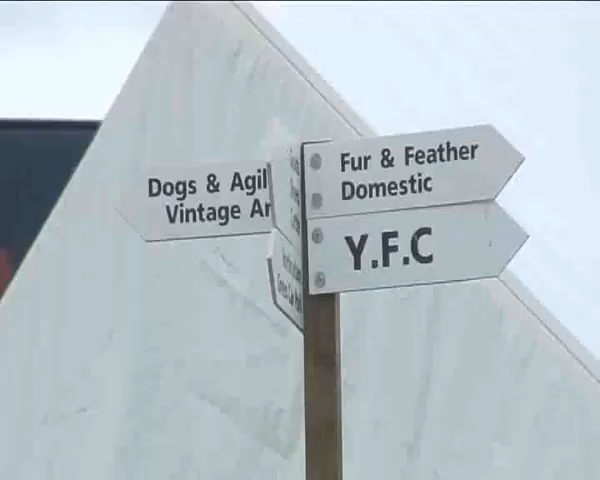 Dogs & Agil
Vintage Ar
Fur & Feather
Domestic
Y.F.C